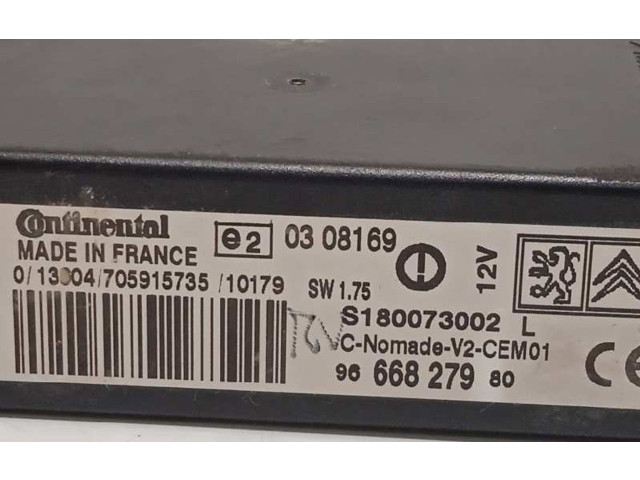 Continental
MADE IN FRANCE
e2 03 08169
12V
0/13004/705915735 /10179
SW 1.75
S180073002 L
C-Nomade-V2-CEM01
96 668 279 80
CE